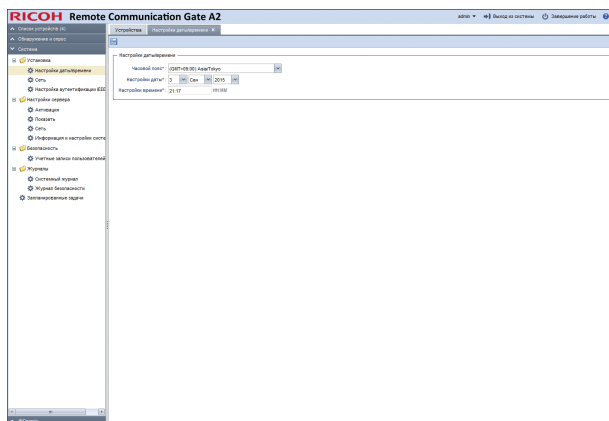 RICOH Remote Communication Gate A2
admin
Выход из системы
Завершение работы
Список устройств (4)
Обнаружение и опрос
Система
Установка
Настройки даты/времени
Сеть
Настройка аутентификации IEEE
Настройки сервера
Активация
Показать
Сеть
Информация и настройки систе
Безопасность
Учетные записи пользователей
Журналы
Системный журнал
Журнал безопасности
Запланированные задачи
Устройства
Настройки даты/времени
Настройки даты/времени
Часовой пояс*: (GMT+09:00) Asia/Tokyo
Настройки даты*: 3 Сен 2015
Настройки времени*: 21:17